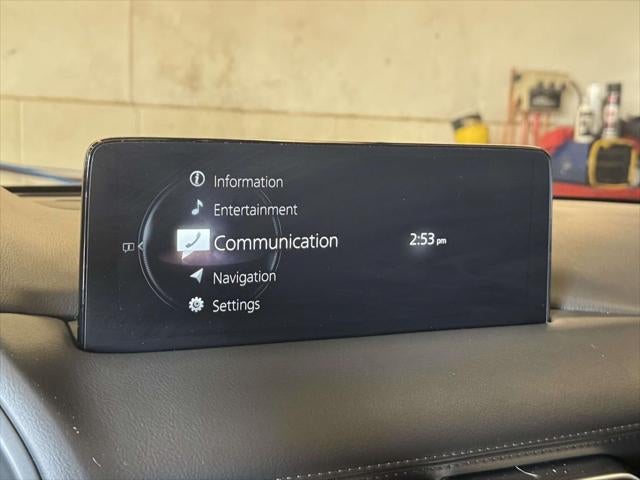 Information
Entertainment
Communication
2:53 pm
Navigation
Settings